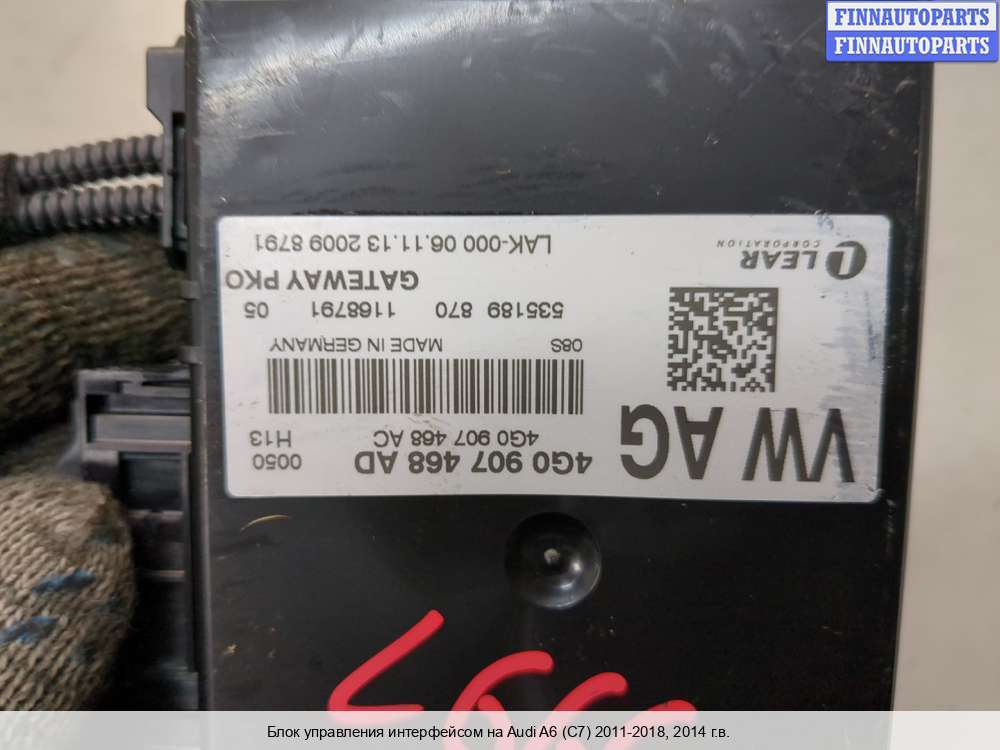 FINNAUTOPARTS
FINNAUTOPARTS
VW AG
4G0 907 468 AD
4G0 907 468 AC
0050
H13
08S MADE IN GERMANY
535189 870 1168791 05
GATEWAY PKO
LEAR
CORPORATION
LAK-000 06.11.13 2009 8791
Блок управления интерфейсом на Audi A6 (C7) 2011-2018, 2014 г.в.